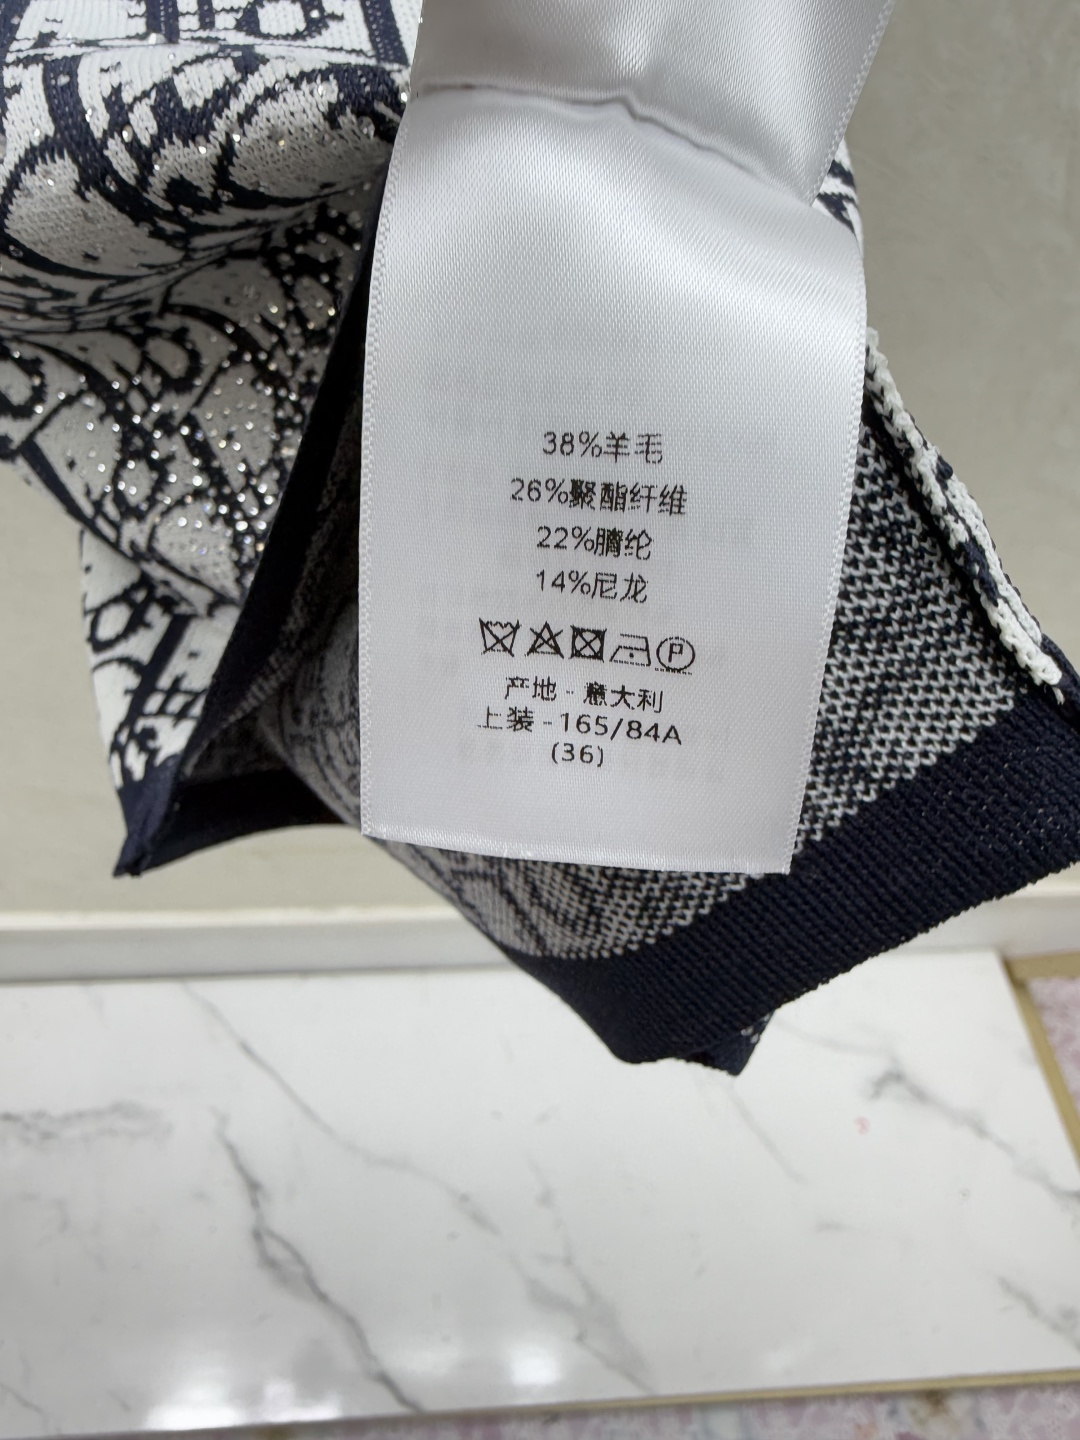 38%羊毛
26%聚酯纤维
22%腈纶
14%尼龙
P
产地 - 意大利
上装 - 165/84A
(36)